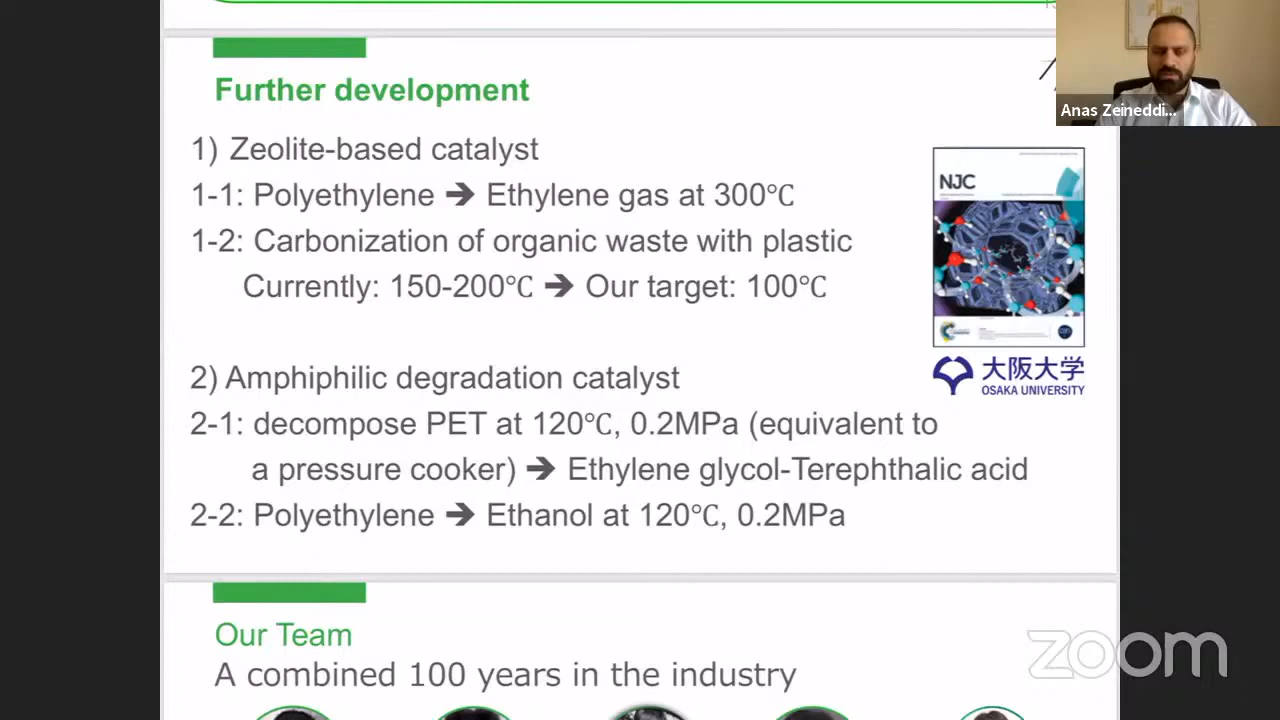 Further development
1) Zeolite-based catalyst
1-1: Polyethylene ➔ Ethylene gas at 300℃
1-2: Carbonization of organic waste with plastic
Currently: 150-200℃ ➔ Our target: 100℃
2) Amphiphilic degradation catalyst
2-1: decompose PET at 120℃, 0.2MPa (equivalent to
a pressure cooker) ➔ Ethylene glycol-Terephthalic acid
2-2: Polyethylene ➔ Ethanol at 120℃, 0.2MPa
NJC
大阪大学
OSAKA UNIVERSITY
Anas Zeineddi...
Our Team
A combined 100 years in the industry
zoom